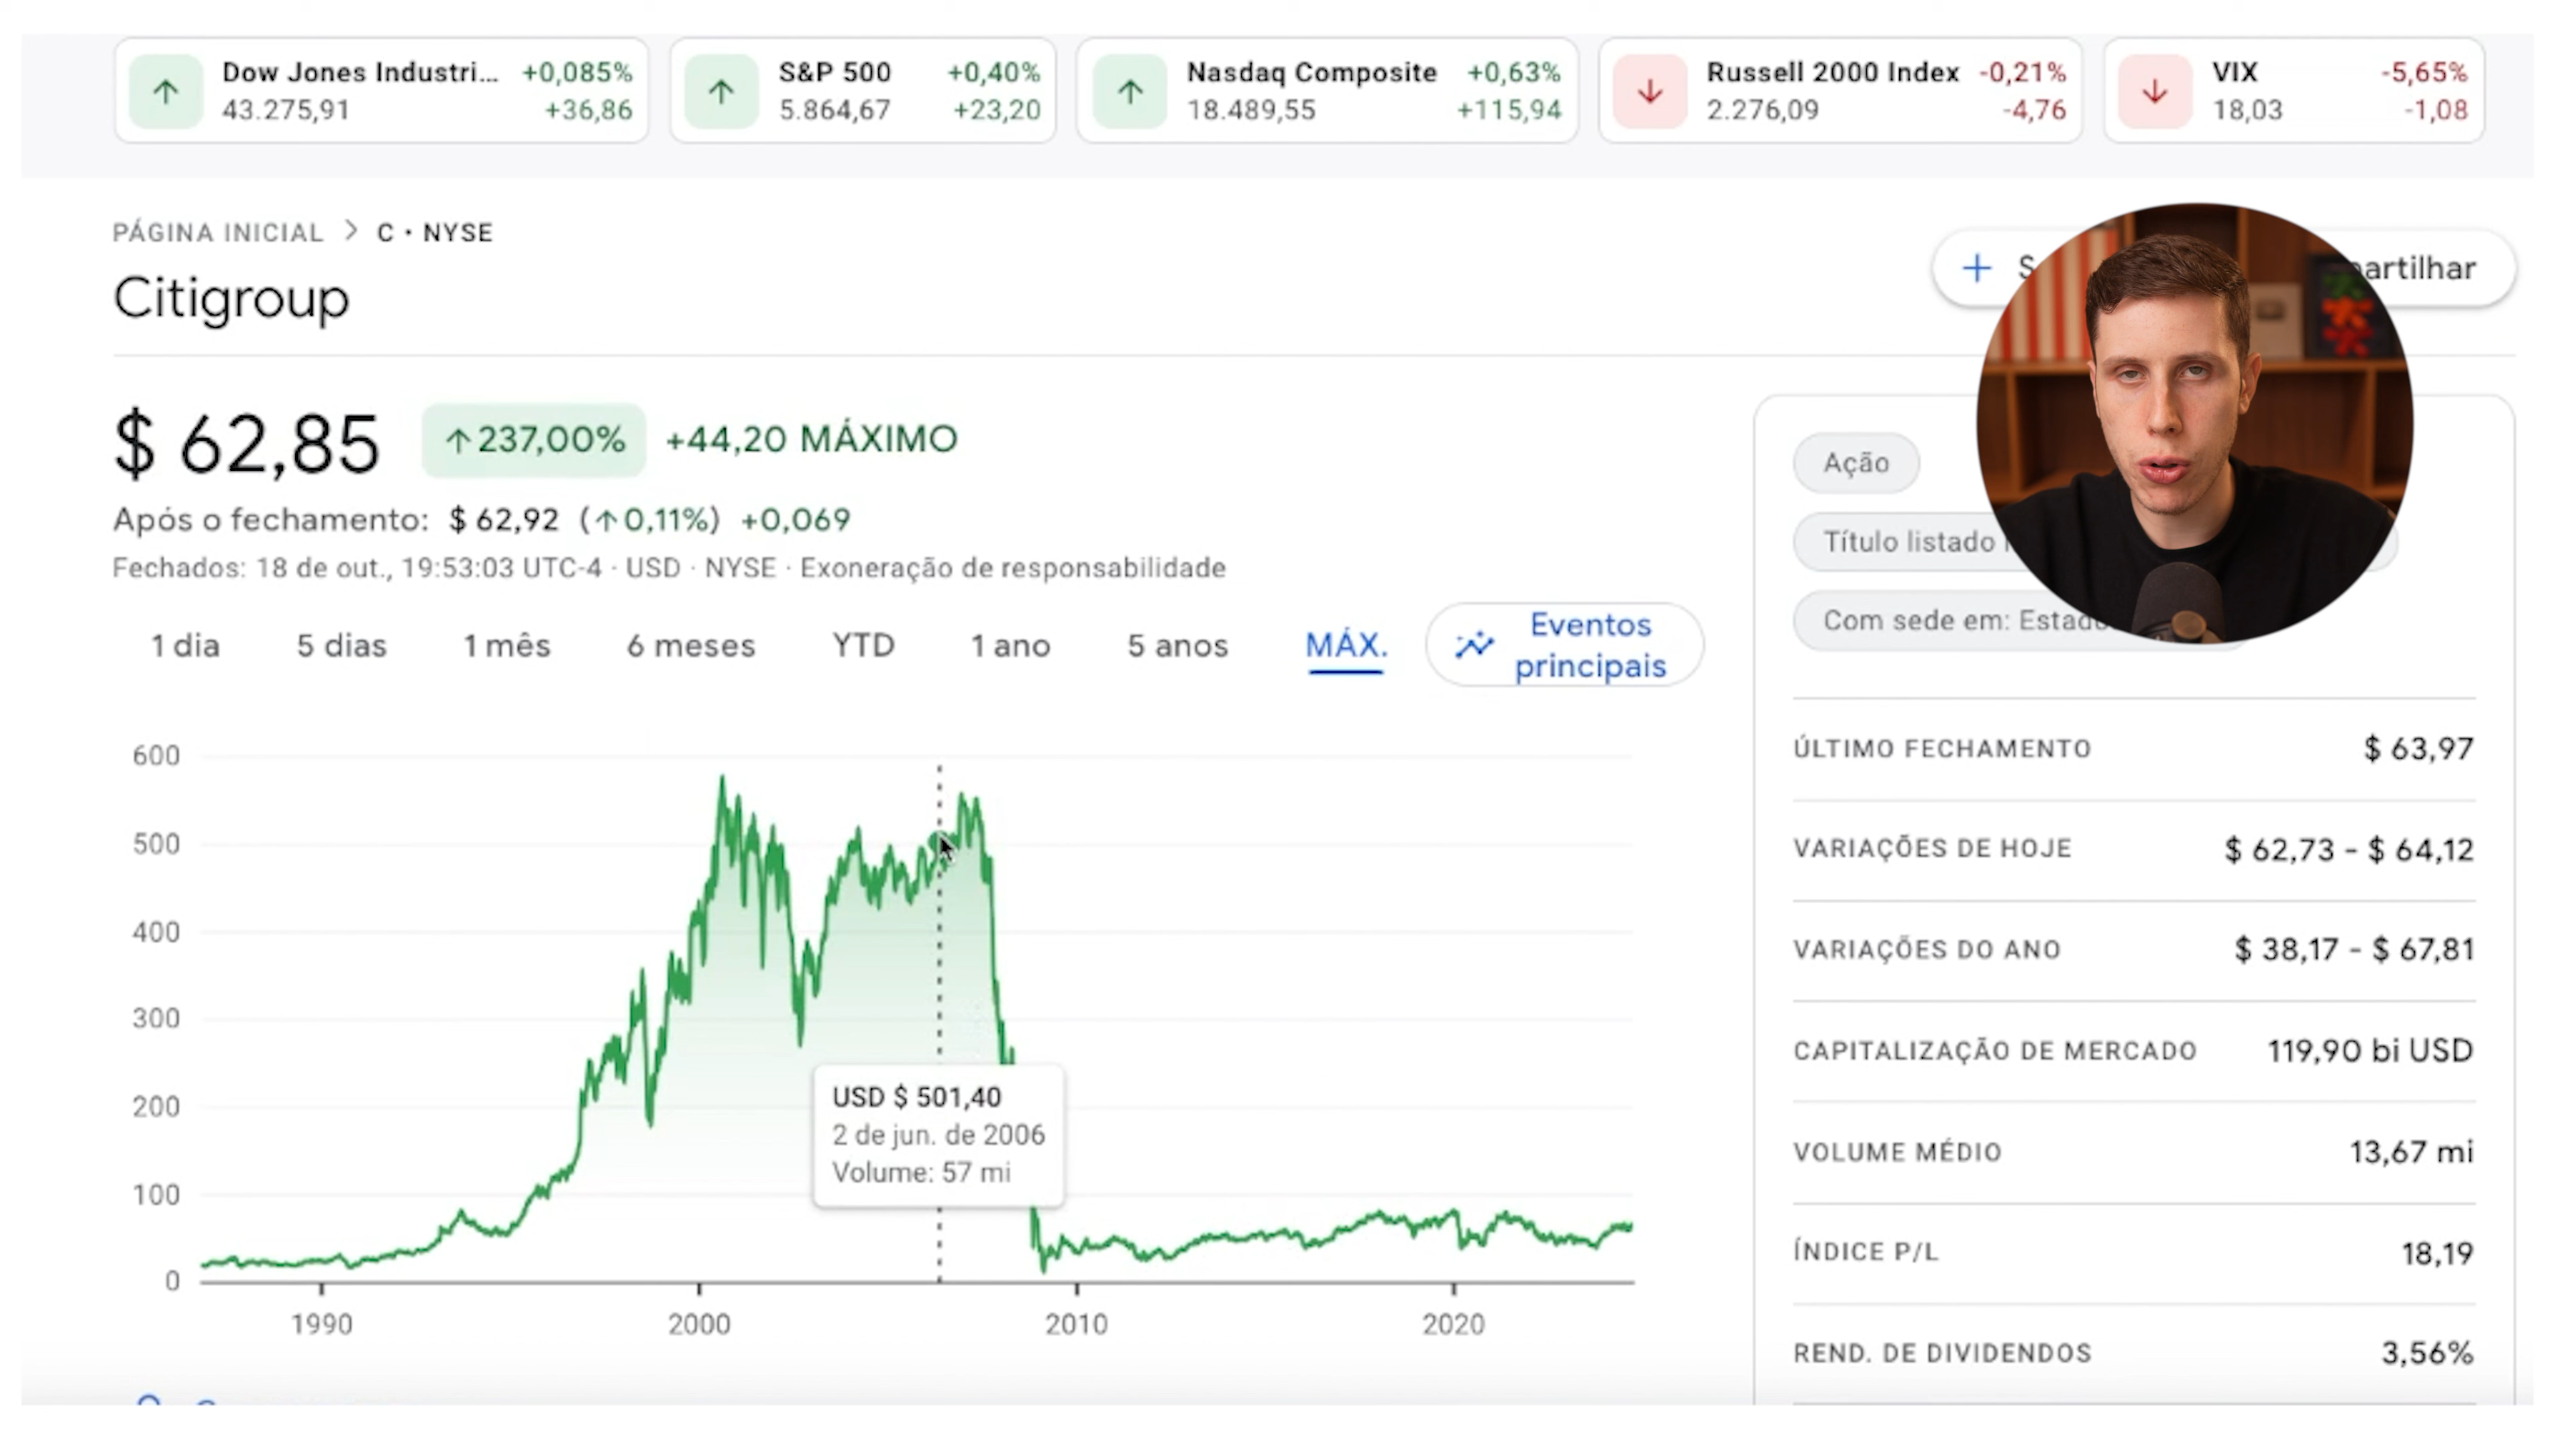 Dow Jones Industri... +0,085%
43.275,91 +36,86
S&P 500 +0,40%
5.864,67 +23,20
Nasdaq Composite +0,63%
18.489,55 +115,94
Russell 2000 Index -0,21%
2.276,09 -4,76
VIX -5,65%
18,03 -1,08
PÁGINA INICIAL > C • NYSE
Citigroup
+ S
artilhar
$ 62,85 ↑237,00% +44,20 MÁXIMO
Após o fechamento: $ 62,92 (↑0,11%) +0,069
Fechados: 18 de out., 19:53:03 UTC-4 · USD · NYSE · Exoneração de responsabilidade
1 dia 5 dias 1 mês 6 meses YTD 1 ano 5 anos MÁX.
Eventos
principais
600
500
400
300
200
100
0
1990 2000 2010 2020
USD $ 501,40
2 de jun. de 2006
Volume: 57 mi
Ação
Título listado
Com sede em: Estado
ÚLTIMO FECHAMENTO $ 63,97
VARIAÇÕES DE HOJE $ 62,73 - $ 64,12
VARIAÇÕES DO ANO $ 38,17 - $ 67,81
CAPITALIZAÇÃO DE MERCADO 119,90 bi USD
VOLUME MÉDIO 13,67 mi
ÍNDICE P/L 18,19
REND. DE DIVIDENDOS 3,56%